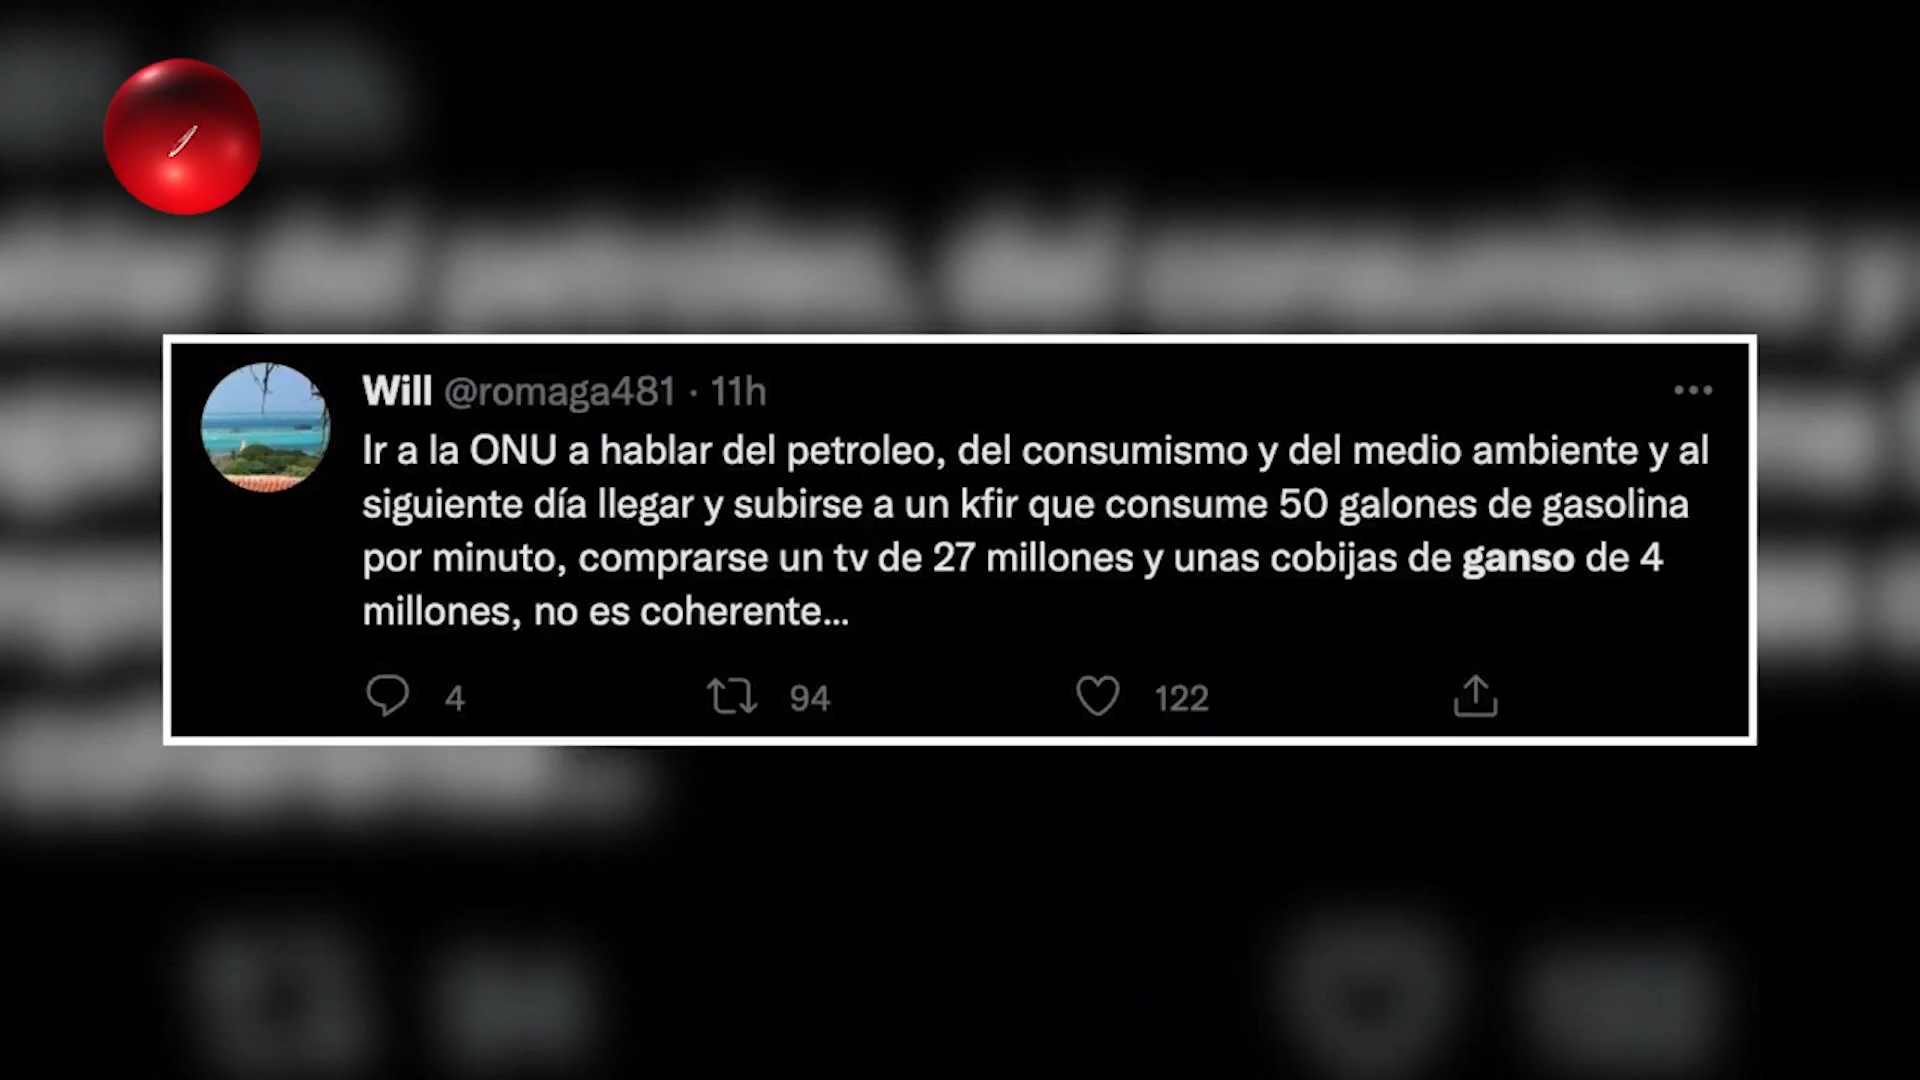 Will @romaga481 · 11h
Ir a la ONU a hablar del petroleo, del consumismo y del medio ambiente y al
siguiente día llegar y subirse a un kfir que consume 50 galones de gasolina
por minuto, comprarse un tv de 27 millones y unas cobijas de ganso de 4
millones, no es coherente...
4 94 122